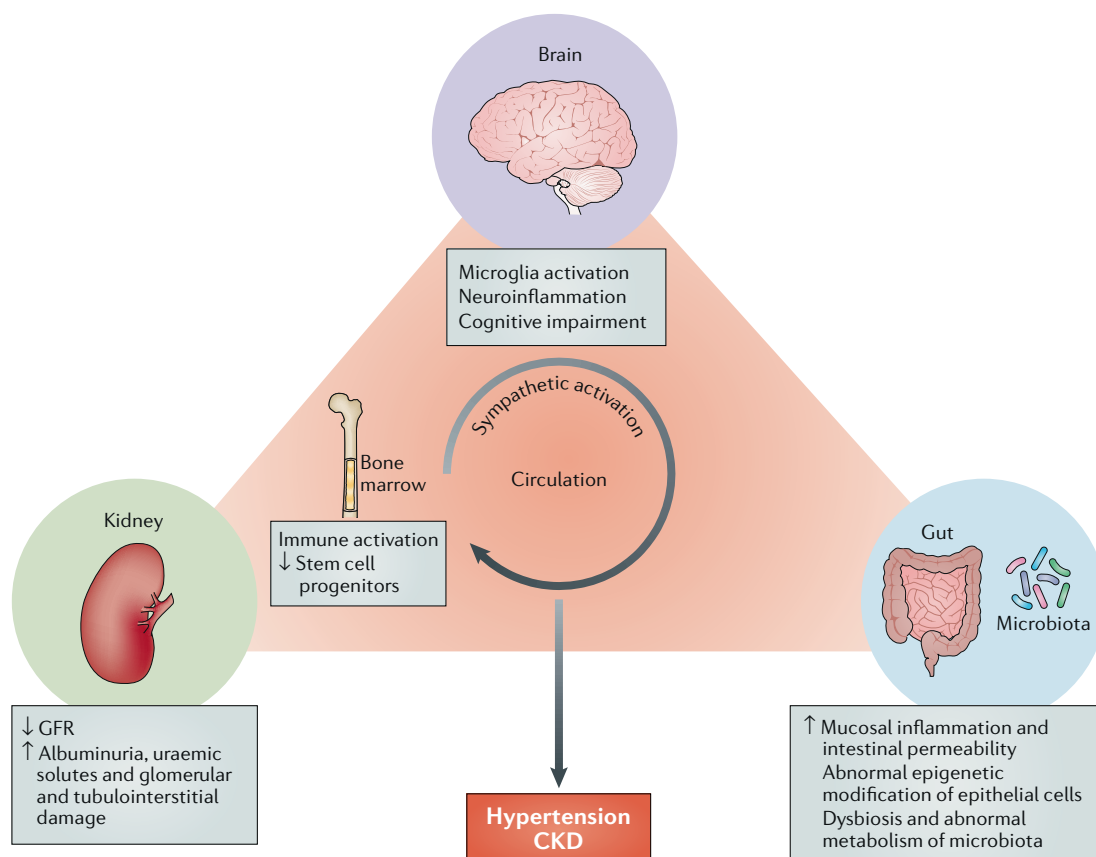 Brain
Microglia activation
Neuroinflammation
Cognitive impairment
Sympathetic activation
Circulation
Bone
marrow
Immune activation
↓ Stem cell
progenitors
Kidney
↓ GFR
↑ Albuminuria, uraemic
solutes and glomerular
and tubulointerstitial
damage
Gut
Microbiota
↑ Mucosal inflammation and
intestinal permeability
Abnormal epigenetic
modification of epithelial cells
Dysbiosis and abnormal
metabolism of microbiota
Hypertension
CKD